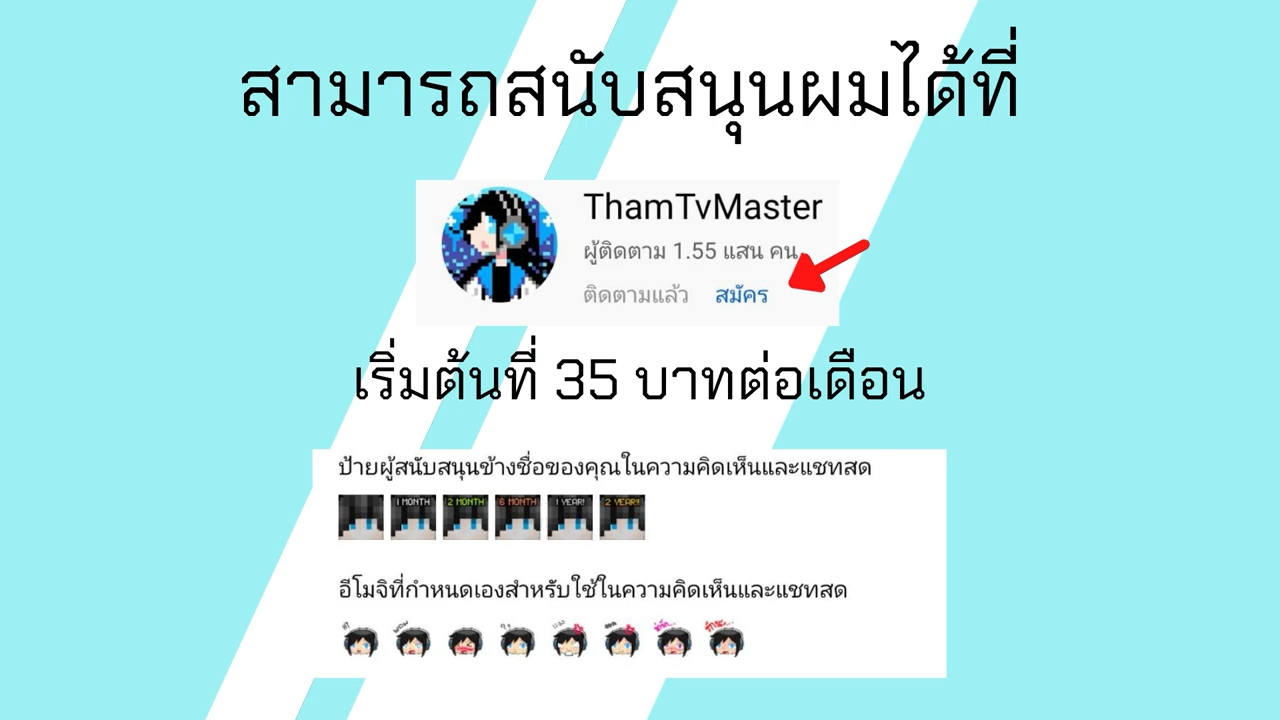 สามารถสนับสนุนผมได้ที่
ThamTvMaster
ผู้ติดตาม 1.55 แสน คน
ติดตามแล้ว สมัคร
เริ่มต้นที่ 35 บาทต่อเดือน
ป้ายผู้สนับสนุนข้างชื่อของคุณในความคิดเห็นและแชทสด
1 MONTH 2 MONTH 6 MONTH 1 YEAR! 2 YEAR!!
อีโมจิที่กำหนดเองสำหรับใช้ในความคิดเห็นและแชทสด